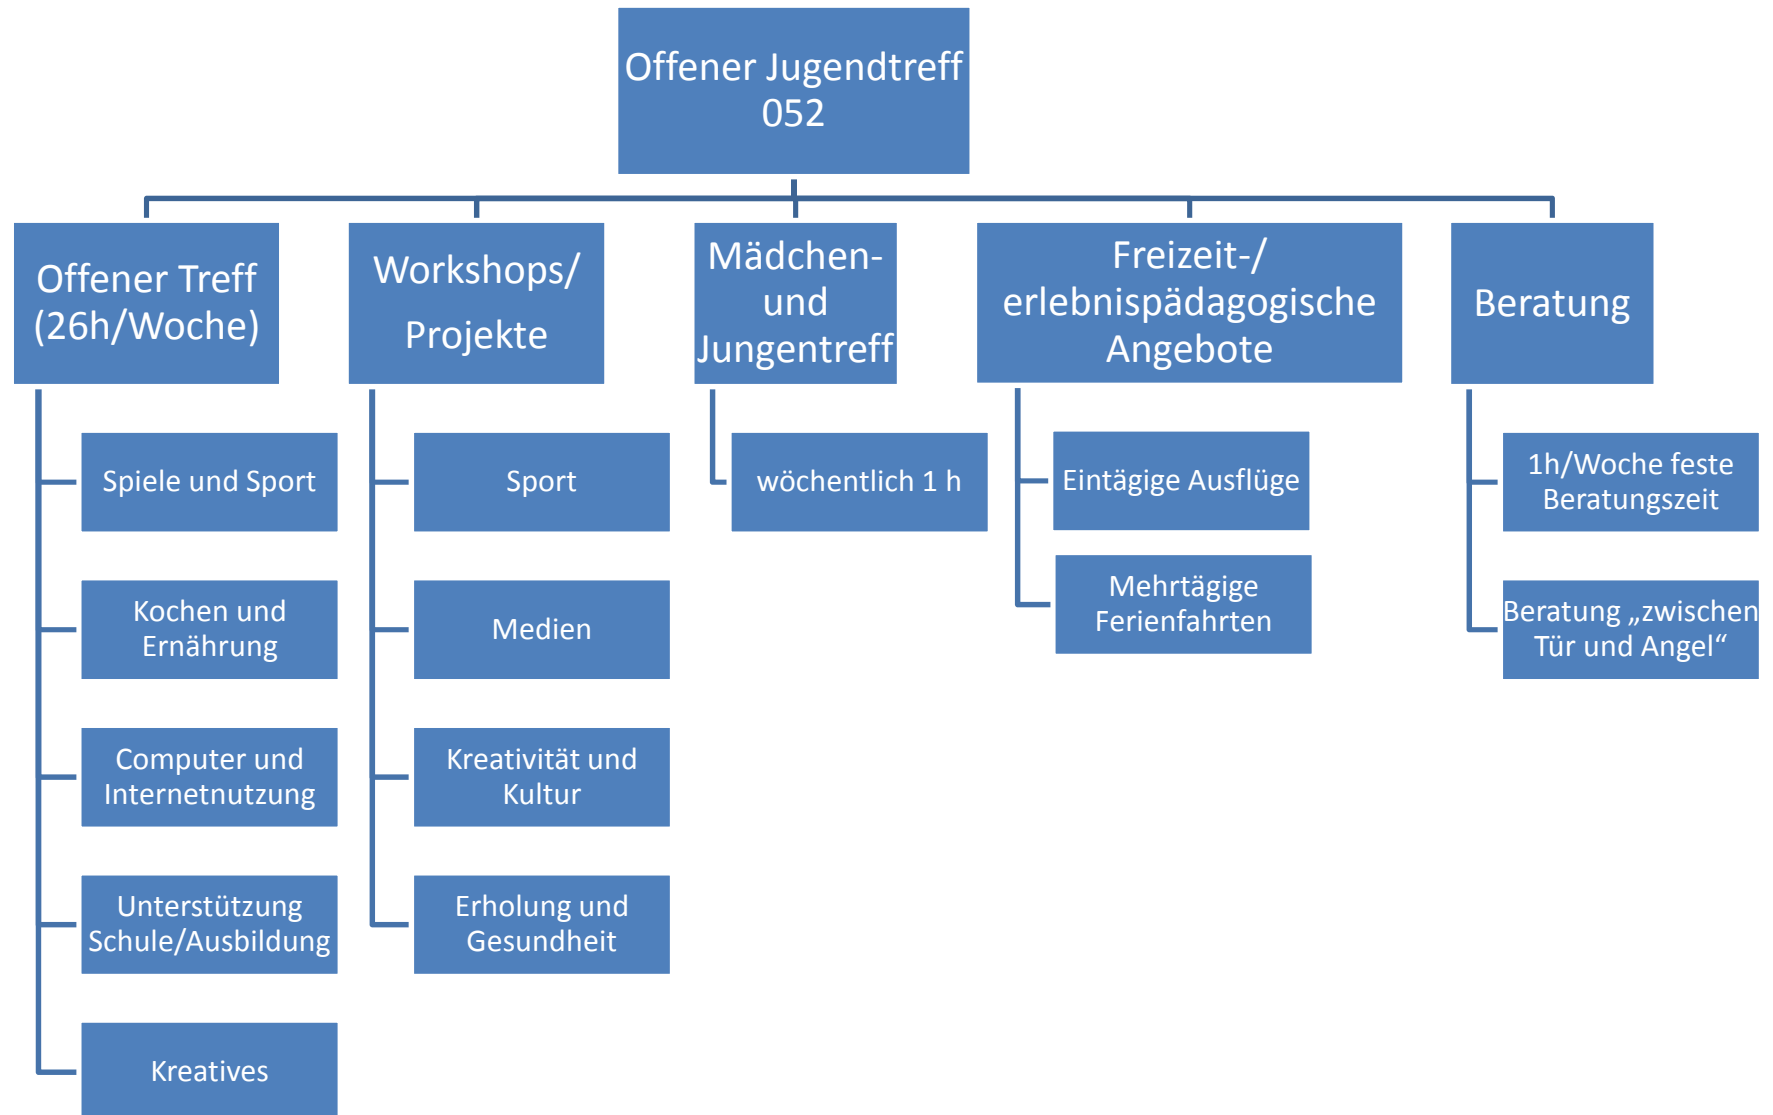 Offener Jugendtreff
052
Offener Treff
(26h/Woche)
Spiele und Sport
Kochen und
Ernährung
Computer und
Internetnutzung
Unterstützung
Schule/Ausbildung
Kreatives
Workshops/
Projekte
Sport
Medien
Kreativität und
Kultur
Erholung und
Gesundheit
Mädchen-
und
Jungentreff
wöchentlich 1 h
Freizeit-/
erlebnispädagogische
Angebote
Eintägige Ausflüge
Mehrtägige
Ferienfahrten
Beratung
1h/Woche feste
Beratungszeit
Beratung „zwischen
Tür und Angel“